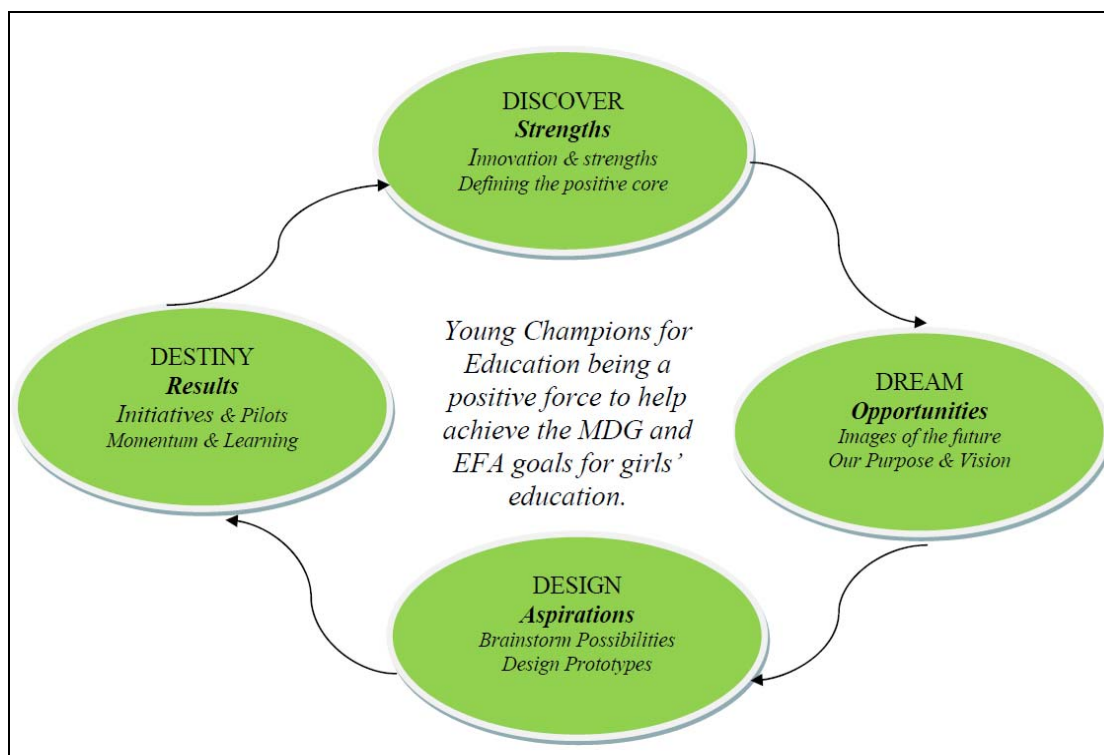 DISCOVER
Strengths
Innovation & strengths
Defining the positive core
DESTINY
Results
Initiatives & Pilots
Momentum & Learning
Young Champions for
Education being a
positive force to help
achieve the MDG and
EFA goals for girls’
education.
DREAM
Opportunities
Images of the future
Our Purpose & Vision
DESIGN
Aspirations
Brainstorm Possibilities
Design Prototypes